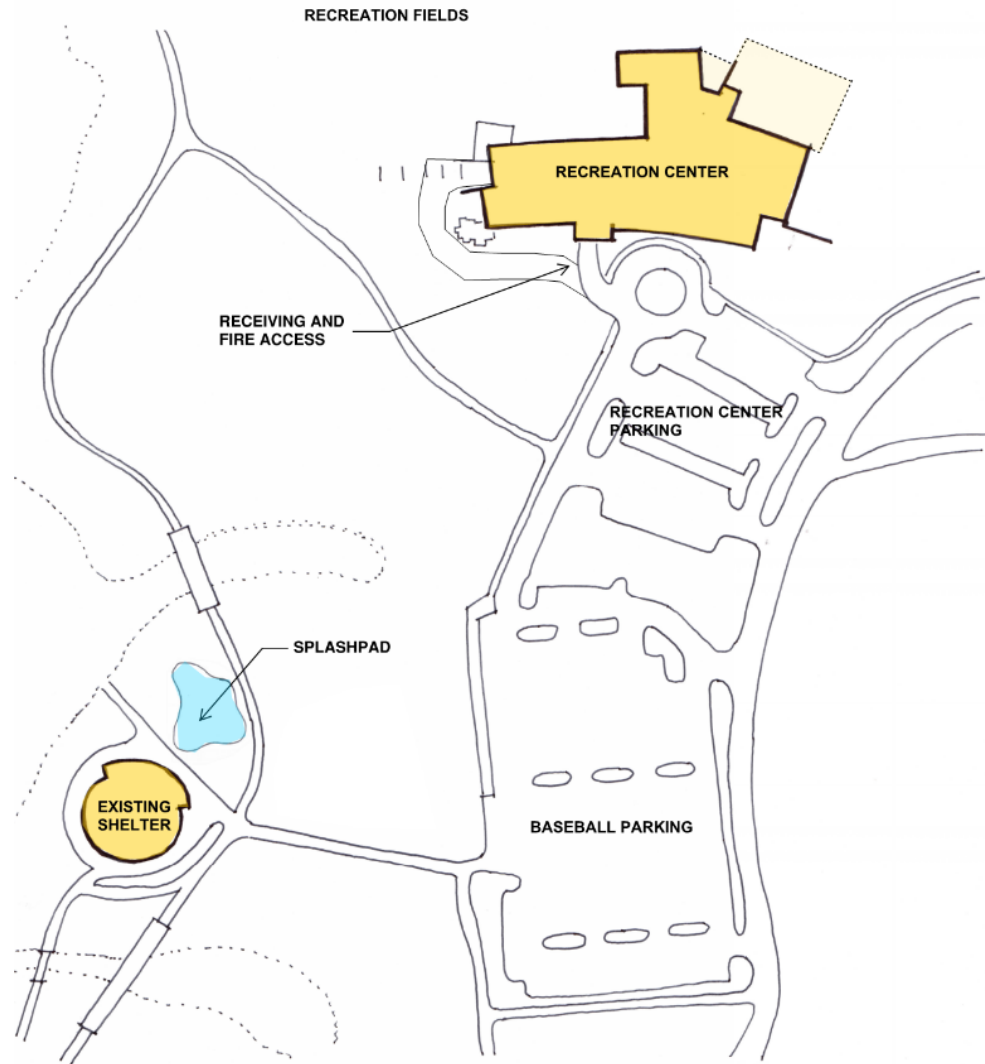 RECREATION FIELDS
RECREATION CENTER
RECEIVING AND
FIRE ACCESS
RECREATION CENTER
PARKING
SPLASHPAD
EXISTING
SHELTER
BASEBALL PARKING